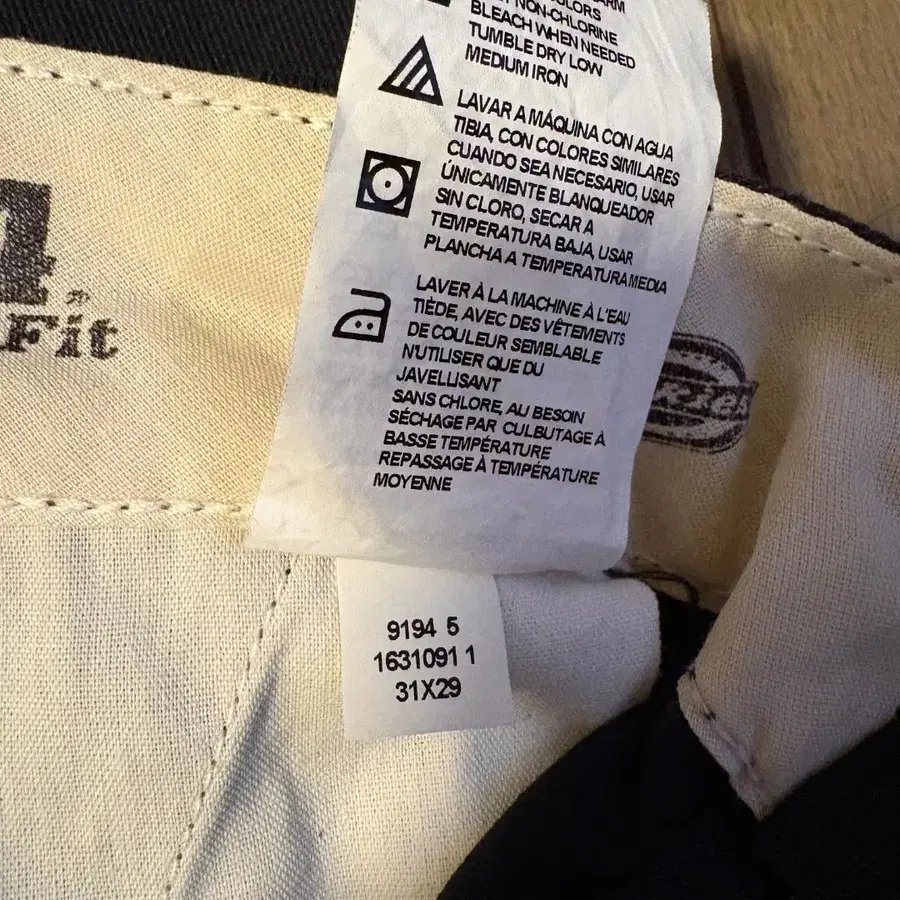 COLORS
NON-CHLORINE
BLEACH WHEN NEEDED
TUMBLE DRY LOW
MEDIUM IRON
LAVAR A MÁQUINA CON AGUA
TIBIA, CON COLORES SIMILARES
CUANDO SEA NECESARIO, USAR
ÚNICAMENTE BLANQUEADOR
SIN CLORO, SECAR A
TEMPERATURA BAJA, USAR
PLANCHA A TEMPERATURA MEDIA
LAVER À LA MACHINE À L'EAU
TIÈDE, AVEC DES VÊTEMENTS
DE COULEUR SEMBLABLE
N'UTILISER QUE DU
JAVELLISANT
SANS CHLORE, AU BESOIN
SÉCHAGE PAR CULBUTAGE À
BASSE TEMPÉRATURE
REPASSAGE À TEMPÉRATURE
MOYENNE
Fit
9194 5
1631091 1
31X29